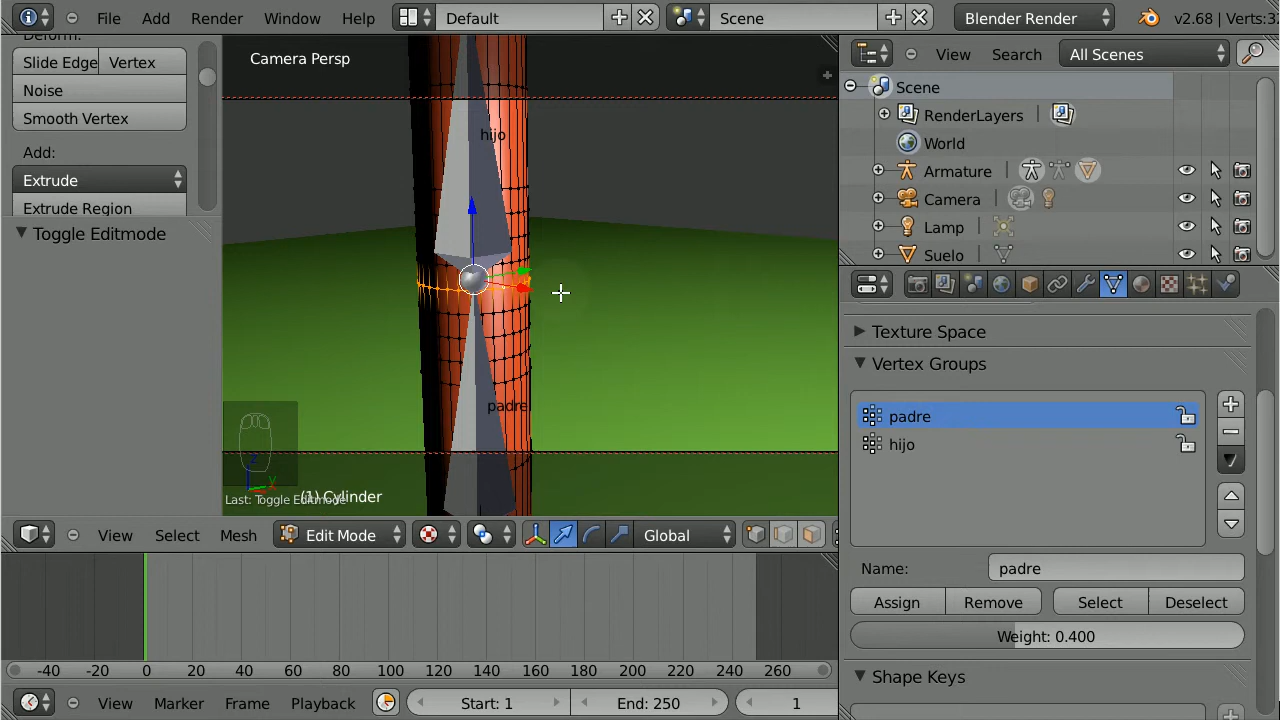 File Add Render Window Help Default Scene Blender Render v2.68 | Verts:32
Deform:
Slide Edge Vertex
Noise
Smooth Vertex
Add:
Extrude
Extrude Region
Toggle Editmode
Camera Persp
hijo
padre
z
y
Last: Toggle Editmode
(1) Cylinder
View Select Mesh Edit Mode Global
-40 -20 0 20 40 60 80 100 120 140 160 180 200 220 240 260
View Marker Frame Playback Start: 1 End: 250 1
View Search All Scenes
Scene
RenderLayers |
World
Armature |
Camera |
Lamp |
Suelo |
Texture Space
Vertex Groups
padre
hijo
Name: padre
Assign Remove Select Deselect
Weight: 0.400
Shape Keys